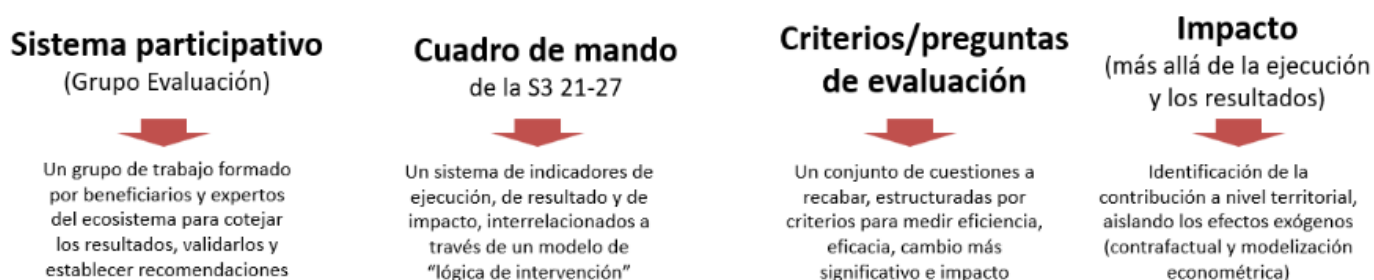 Sistema participativo
(Grupo Evaluación)
Un grupo de trabajo formado
por beneficiarios y expertos
del ecosistema para cotejar
los resultados, validarlos y
establecer recomendaciones
Cuadro de mando
de la S3 21-27
Un sistema de indicadores de
ejecución, de resultado y de
impacto, interrelacionados a
través de un modelo de
“lógica de intervención”
Criterios/preguntas
de evaluación
Un conjunto de cuestiones a
recabar, estructuradas por
criterios para medir eficiencia,
eficacia, cambio más
significativo e impacto
Impacto
(más allá de la ejecución
y los resultados)
Identificación de la
contribución a nivel territorial,
aislando los efectos exógenos
(contrafactual y modelización
econométrica)